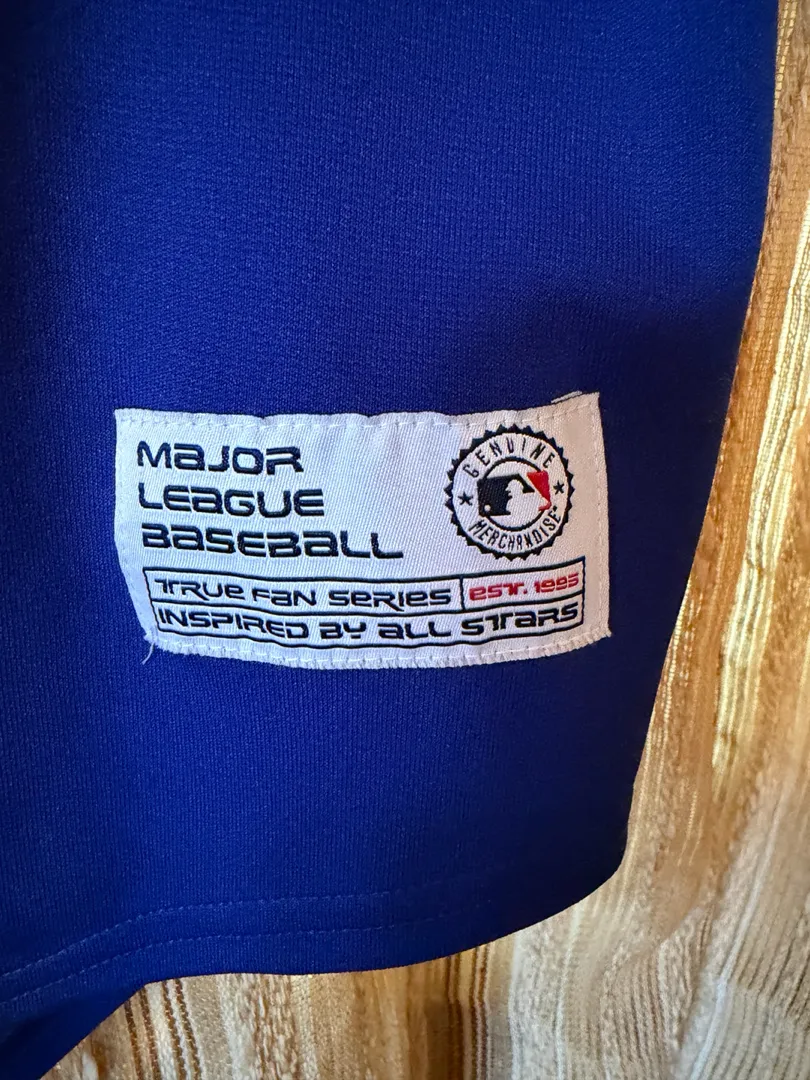 MAJOR
LEAGUE
BASEBALL
GENUINE
MERCHANDISE
TRUE FAN SERIES
EST. 1995
INSPIRED BY ALL STARS